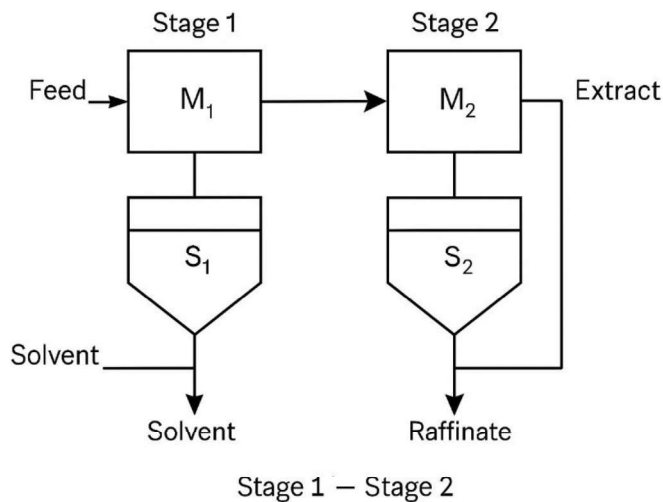 Stage 1
Stage 2
Feed
M₁
M₂
Extract
S₁
S₂
Solvent
Solvent
Raffinate
Stage 1 – Stage 2